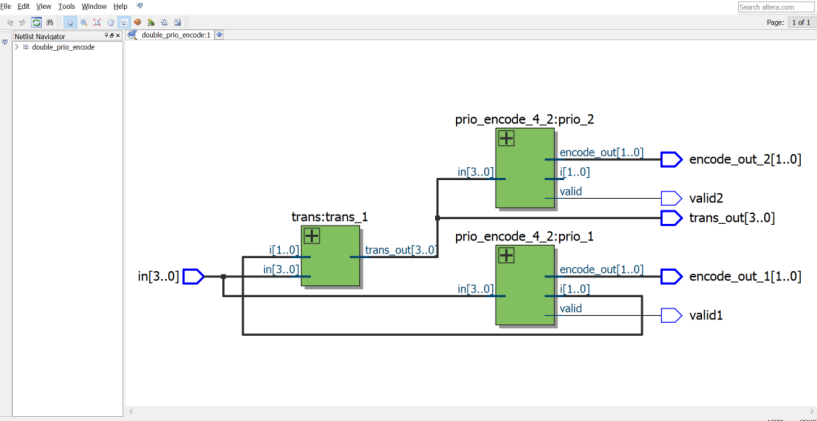 File Edit View Tools Window Help
Search altera.com
Page: 1 of 1
Netlist Navigator
double_prio_encode
double_prio_encode:1
prio_encode_4_2:prio_2
in[3..0]
encode_out[1..0]
i[1..0]
valid
encode_out_2[1..0]
valid2
trans_out[3..0]
trans:trans_1
i[1..0]
in[3..0]
trans_out[3..0]
in[3..0]
prio_encode_4_2:prio_1
in[3..0]
encode_out[1..0]
i[1..0]
valid
encode_out_1[1..0]
valid1